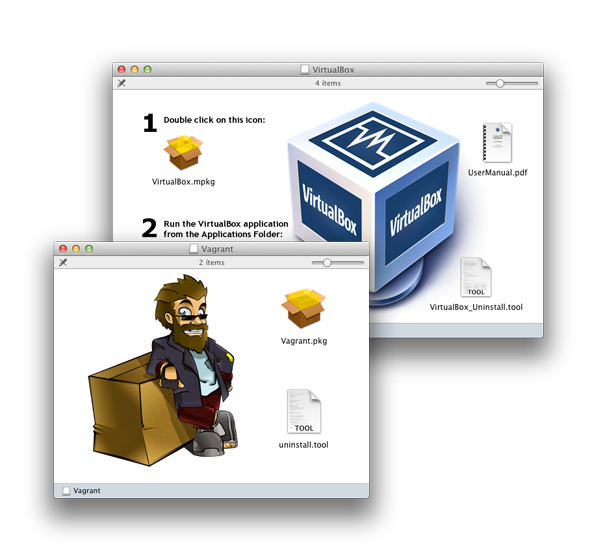 VirtualBox
4 items
1 Double click on this icon:
VirtualBox.mpkg
UserManual.pdf
VirtualBox
VirtualBox
2 Run the VirtualBox application
from the Applications Folder:
TOOL
VirtualBox_Uninstall.tool
Vagrant
2 items
Vagrant.pkg
TOOL
uninstall.tool
Vagrant